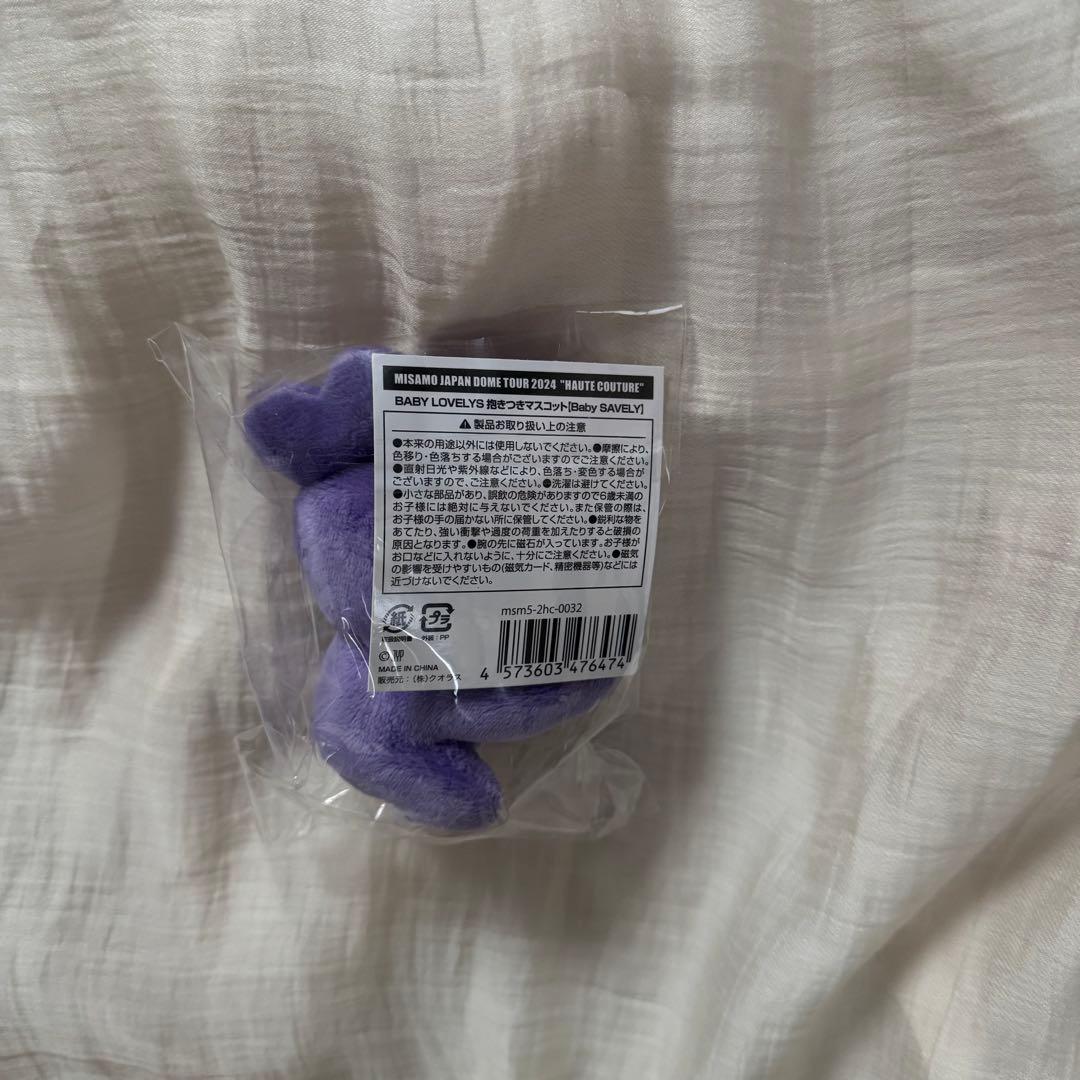 MISAMO JAPAN DOME TOUR 2024 "HAUTE COUTURE"
BABY LOVELYS 抱きつきマスコット[Baby SAVELY]
⚠製品お取り扱い上の注意
●本来の用途以外には使用しないでください。●摩擦により、
色移り・色落ちする場合がございますのでご注意ください。
●直射日光や紫外線などにより、色落ち・変色する場合が
ございますので、ご注意ください。●洗濯は避けてください。
●小さな部品があり、誤飲の危険がありますので6歳未満の
お子様には絶対に与えないでください。また保管の際は、
お子様の手の届かない所に保管してください。●鋭利な物を
あてたり、強い衝撃や過度の荷重を加えたりすると破損の
原因となります。●腕の先に磁石が入っています。お子様が
お口などに入れないように、十分にご注意ください。●磁気
の影響を受けやすいもの(磁気カード、精密機器等)などには
近づけないでください。
msm5-2hc-0032
紙 プラ
取扱説明書 外装：PP
©JYP
MADE IN CHINA
販売元：(株)クオラス
4 573603 476474